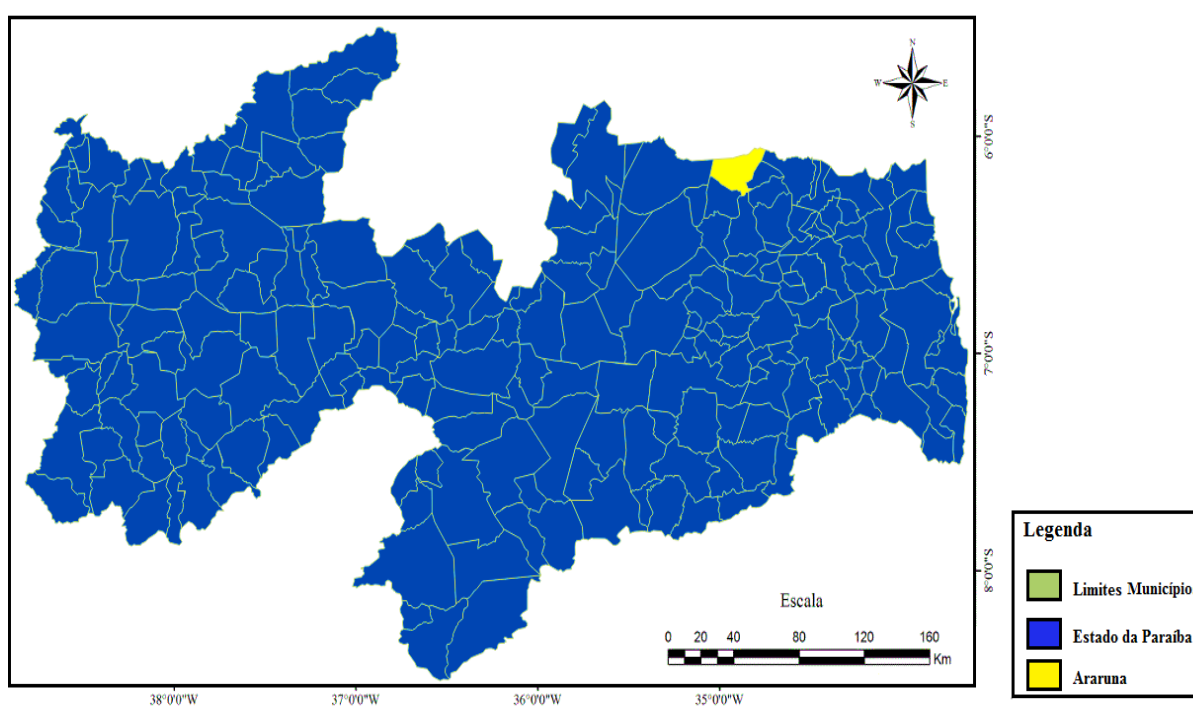 N
W E
S
6°0'0"S
7°0'0"S
8°0'0"S
Escala
0 20 40 80 120 160
Km
38°0'0"W 37°0'0"W 36°0'0"W 35°0'0"W
Legenda
Limites Município
Estado da Paraíba
Araruna